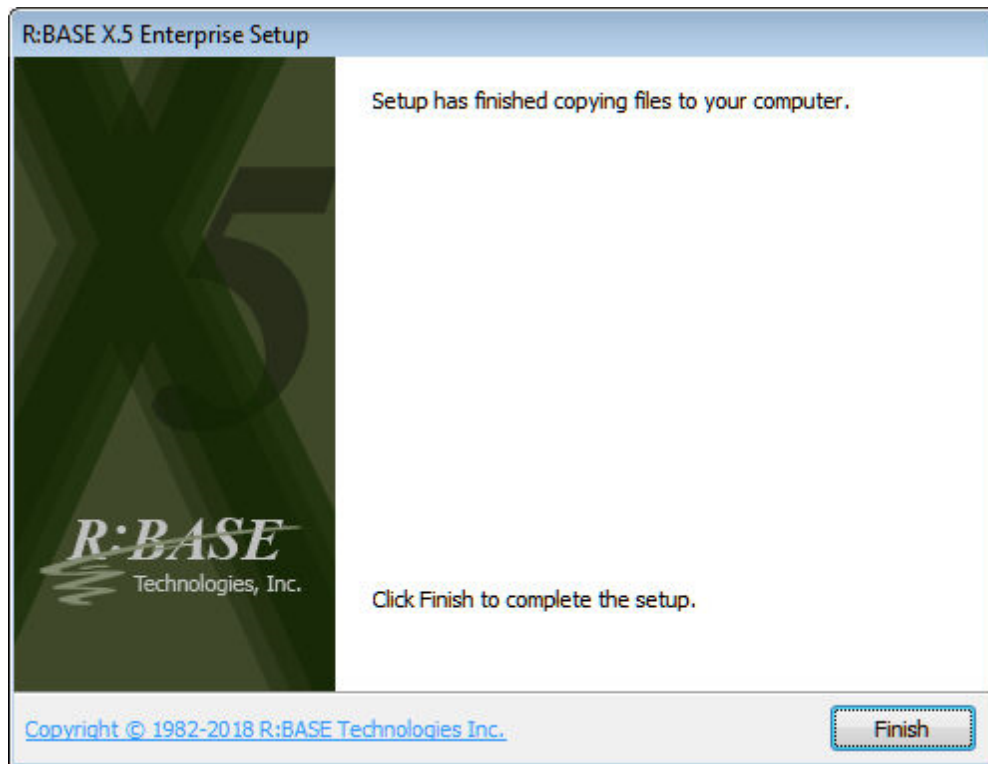 R:BASE X.5 Enterprise Setup
Setup has finished copying files to your computer.
X5
R:BASE
Technologies, Inc.
Click Finish to complete the setup.
Copyright © 1982-2018 R:BASE Technologies Inc.
Finish